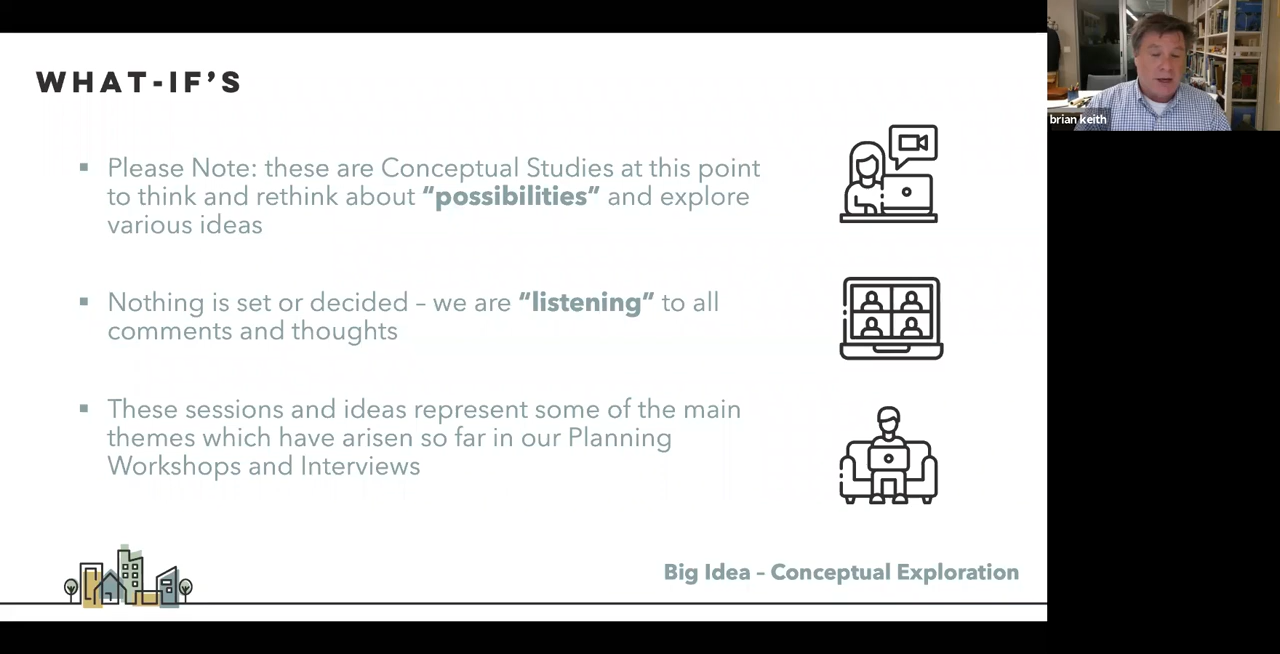 WHAT-IF'S
▪ Please Note: these are Conceptual Studies at this point
to think and rethink about “possibilities” and explore
various ideas
▪ Nothing is set or decided – we are “listening” to all
comments and thoughts
▪ These sessions and ideas represent some of the main
themes which have arisen so far in our Planning
Workshops and Interviews
Big Idea – Conceptual Exploration
brian keith